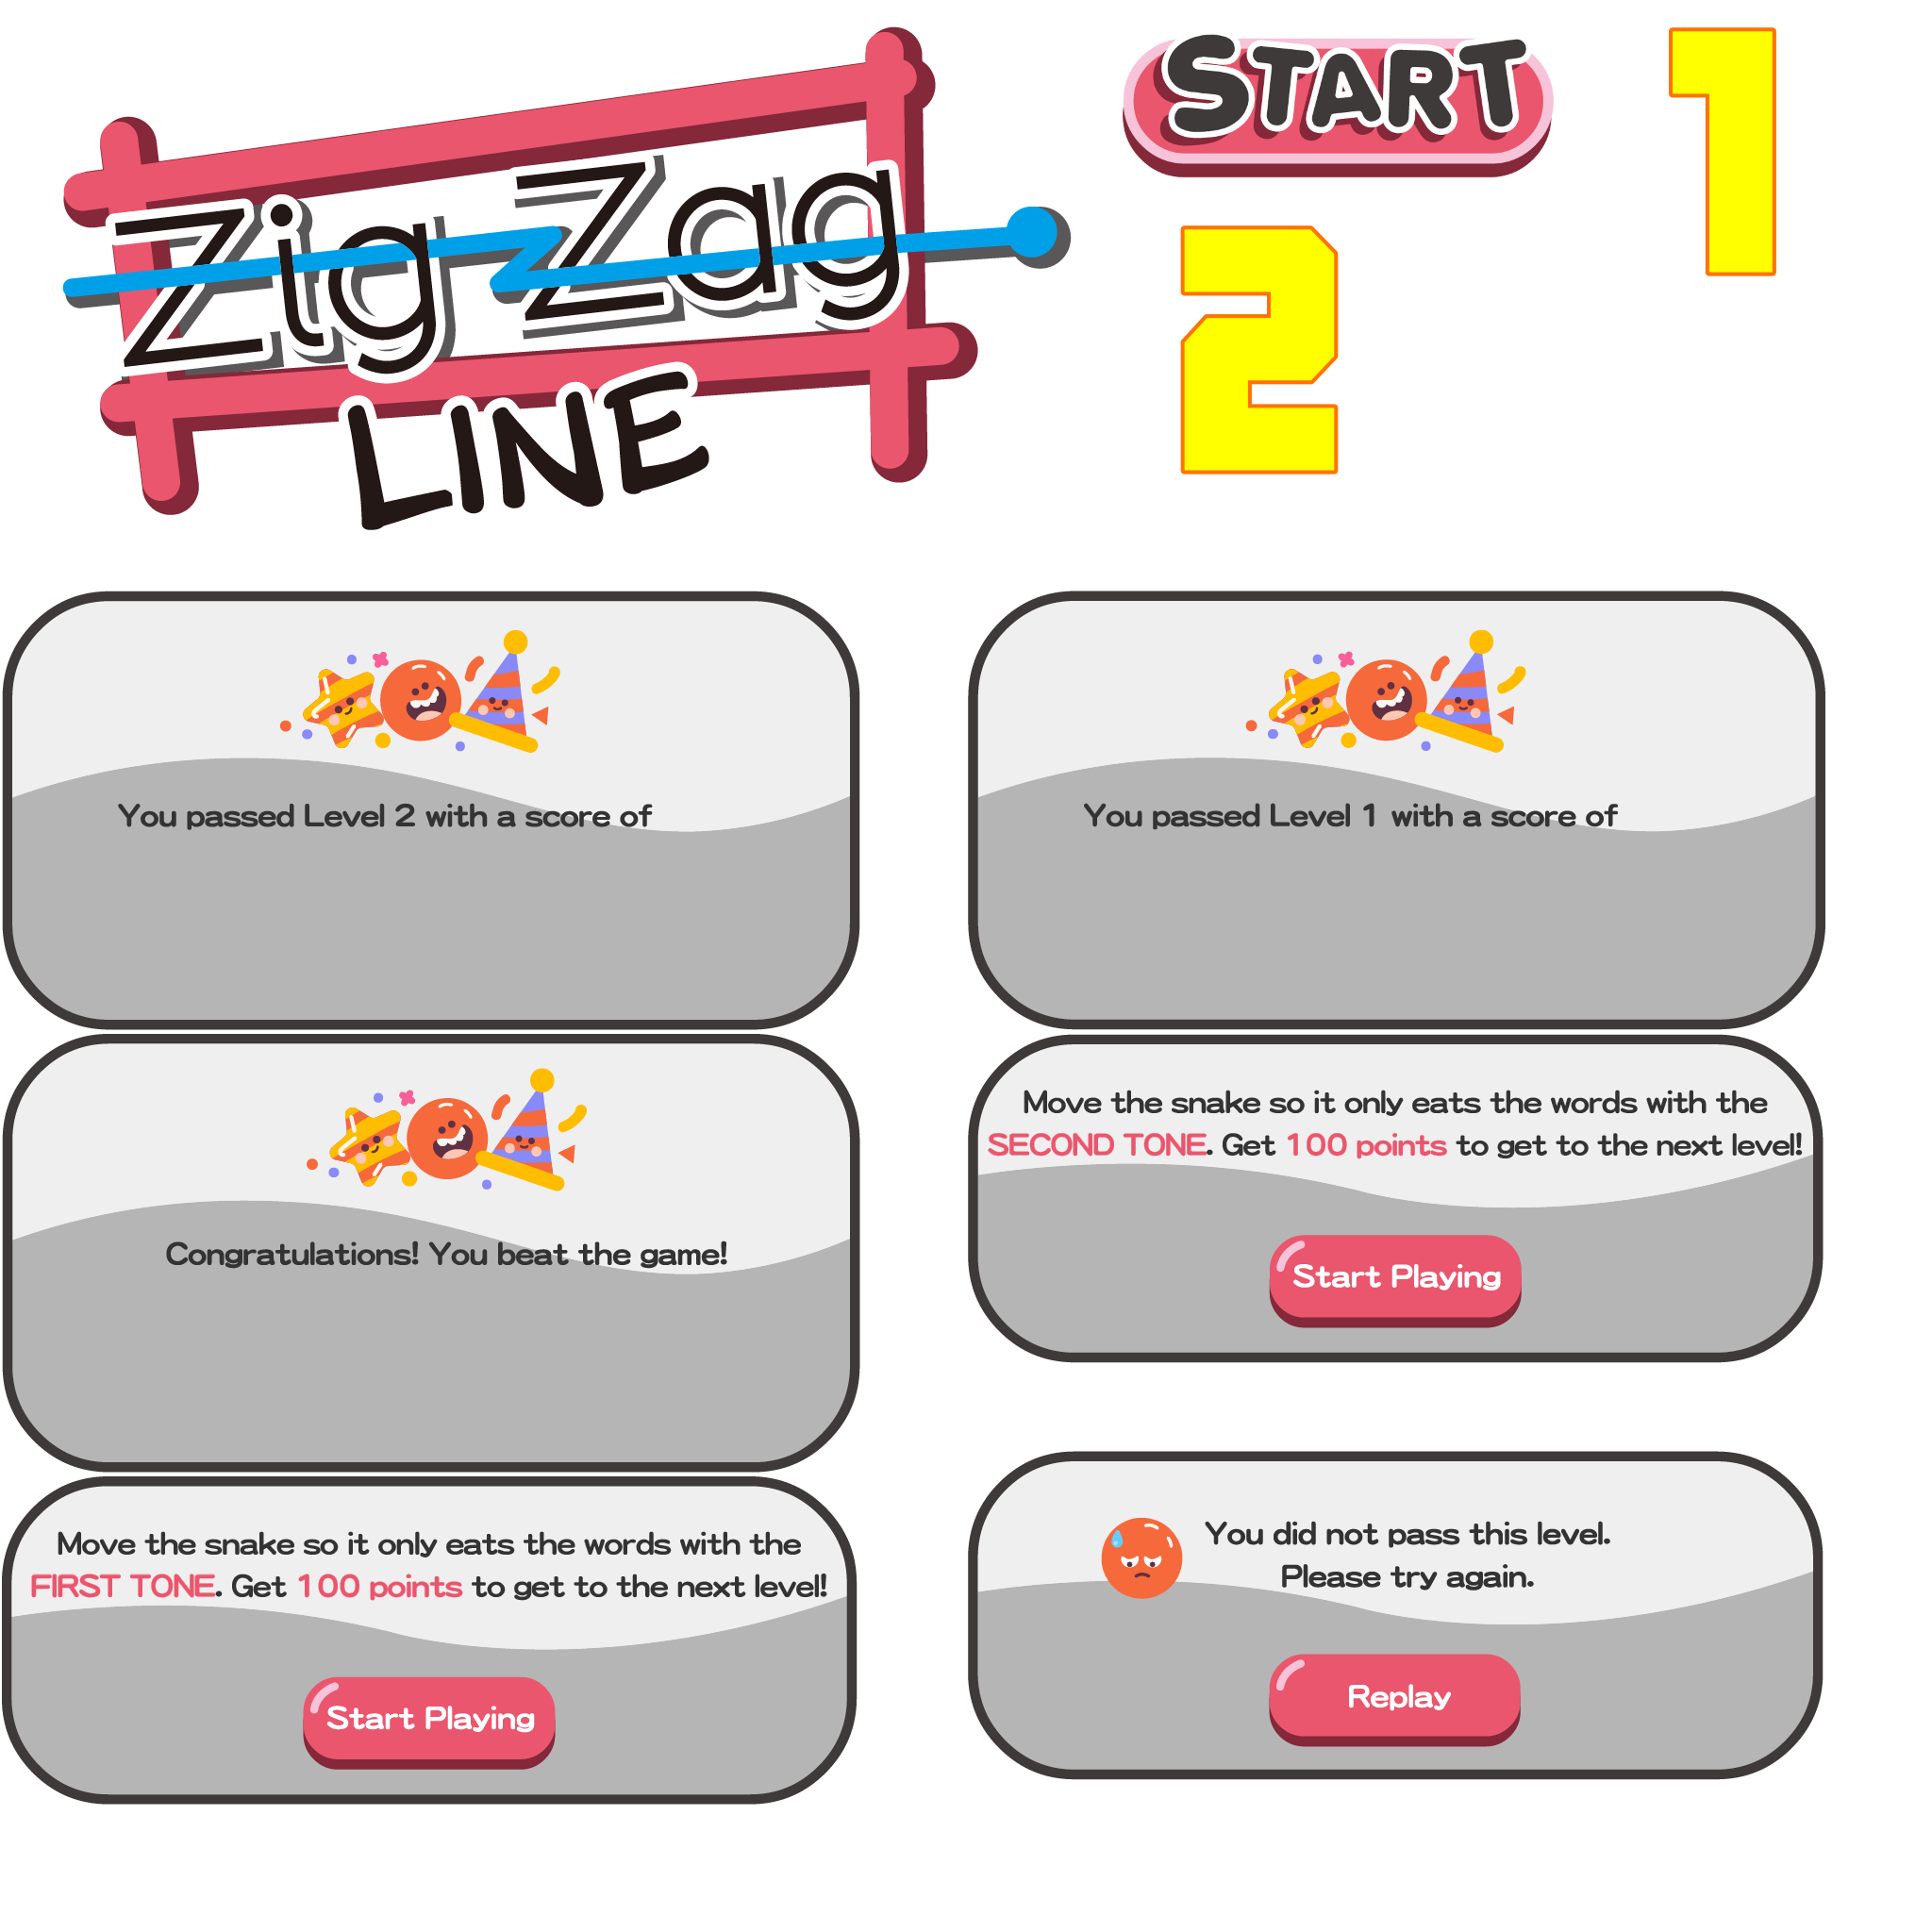 Zig Zag
LINE
START
1
2
You passed Level 2 with a score of
You passed Level 1 with a score of
Congratulations! You beat the game!
Move the snake so it only eats the words with the
SECOND TONE. Get 100 points to get to the next level!
Start Playing
Move the snake so it only eats the words with the
FIRST TONE. Get 100 points to get to the next level!
Start Playing
You did not pass this level.
Please try again.
Replay